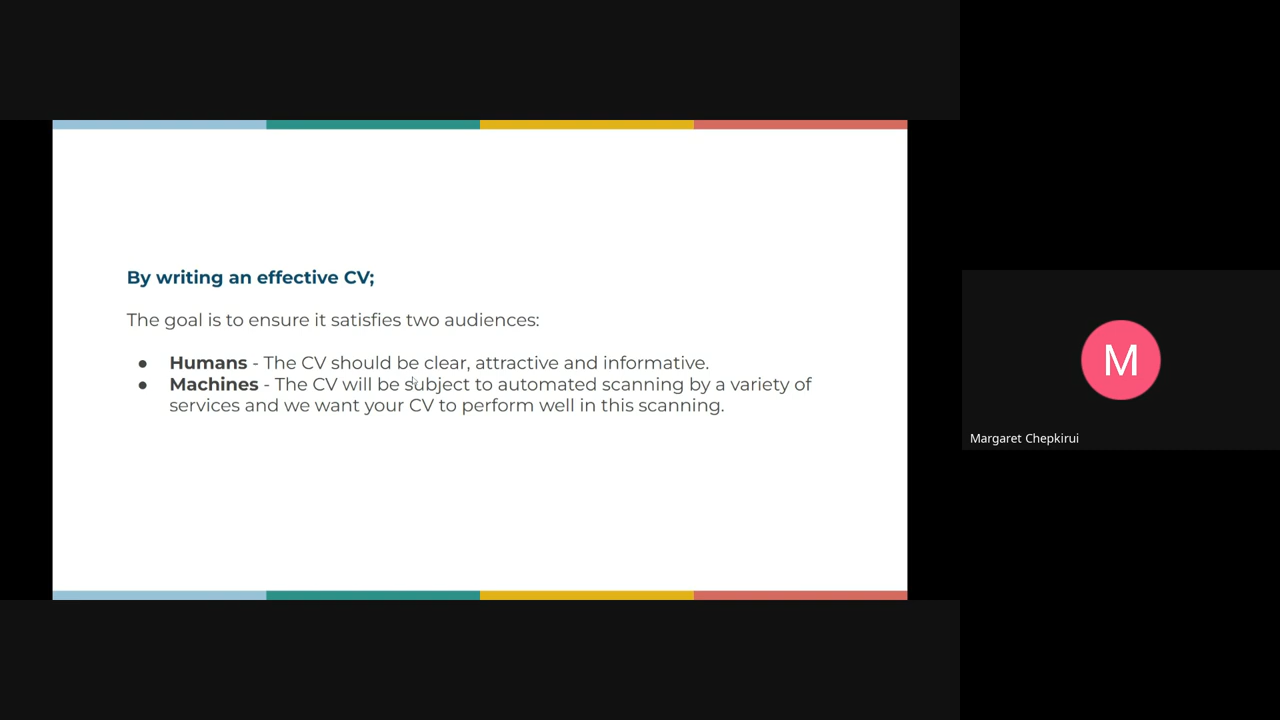 By writing an effective CV;
The goal is to ensure it satisfies two audiences:
● Humans - The CV should be clear, attractive and informative.
● Machines - The CV will be subject to automated scanning by a variety of
services and we want your CV to perform well in this scanning.
M
Margaret Chepkirui